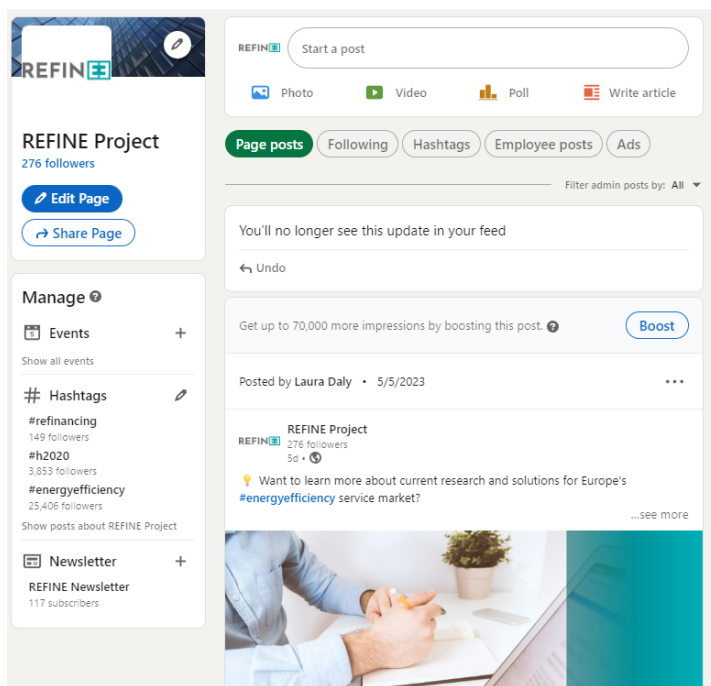 REFINE
REFINE Project
276 followers
Edit Page
Share Page
Manage
Events
Show all events
Hashtags
#refinancing
149 followers
#h2020
3,853 followers
#energyefficiency
25,406 followers
Show posts about REFINE Project
Newsletter
REFINE Newsletter
117 subscribers
REFINE
Start a post
Photo Video Poll Write article
Page posts Following Hashtags Employee posts Ads
Filter admin posts by: All
You'll no longer see this update in your feed
Undo
Get up to 70,000 more impressions by boosting this post. Boost
Posted by Laura Daly • 5/5/2023
REFINE
REFINE Project
276 followers
5d •
💡 Want to learn more about current research and solutions for Europe's
#energyefficiency service market?
...see more